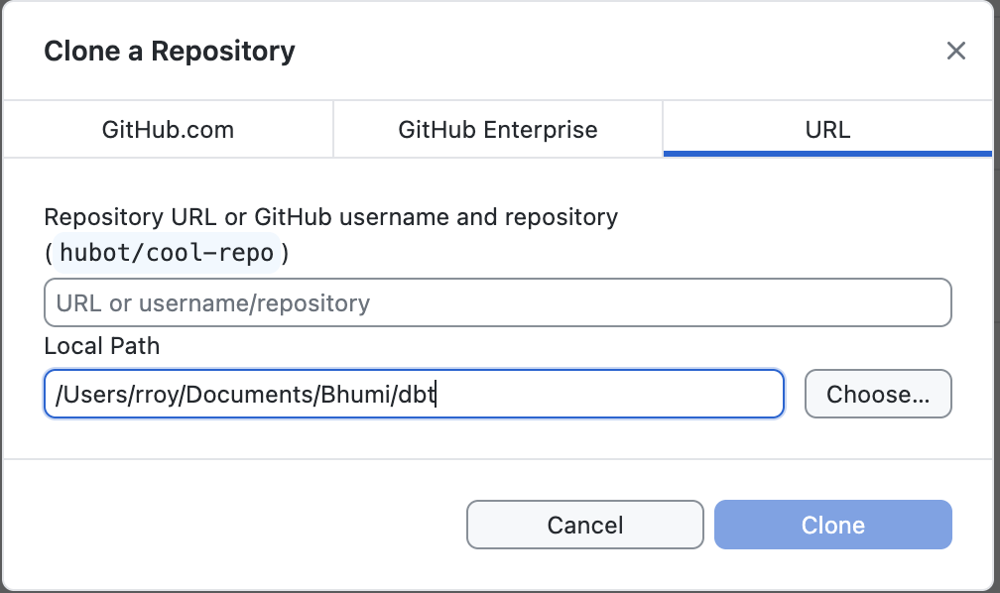 Clone a Repository
GitHub.com
GitHub Enterprise
URL
Repository URL or GitHub username and repository
(hubot/cool-repo)
URL or username/repository
Local Path
/Users/rroy/Documents/Bhumi/dbt
Choose...
Cancel
Clone